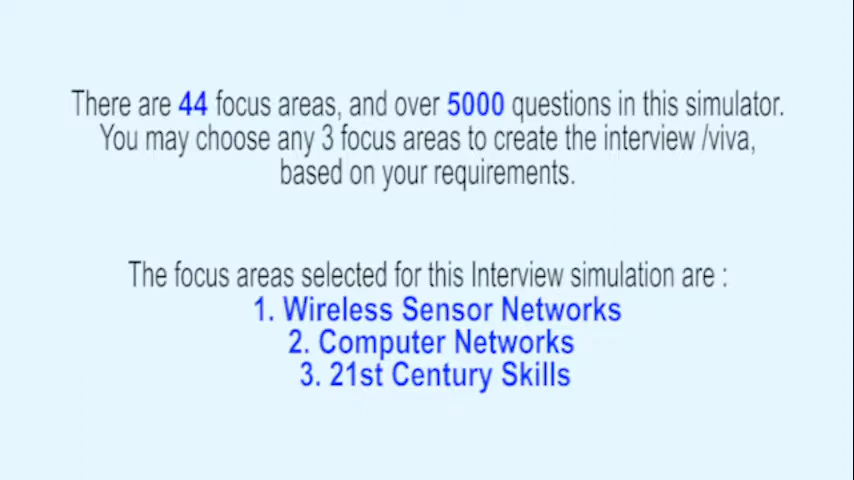 There are 44 focus areas, and over 5000 questions in this simulator.
You may choose any 3 focus areas to create the interview /viva,
based on your requirements.
The focus areas selected for this Interview simulation are :
1. Wireless Sensor Networks
2. Computer Networks
3. 21st Century Skills